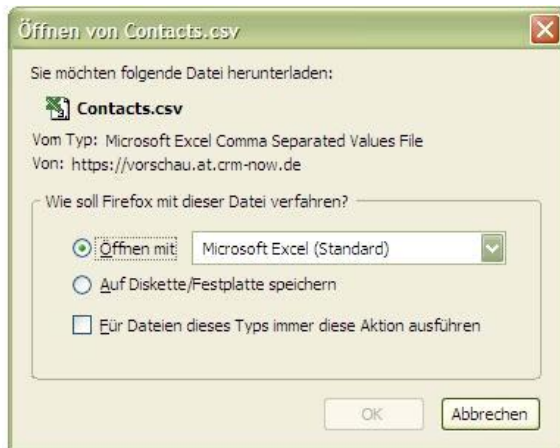 Öffnen von Contacts.csv
Sie möchten folgende Datei herunterladen:
Contacts.csv
Vom Typ: Microsoft Excel Comma Separated Values File
Von: https://vorschau.at.crm-now.de
Wie soll Firefox mit dieser Datei verfahren?
Öffnen mit Microsoft Excel (Standard)
Auf Diskette/Festplatte speichern
Für Dateien dieses Typs immer diese Aktion ausführen
OK Abbrechen